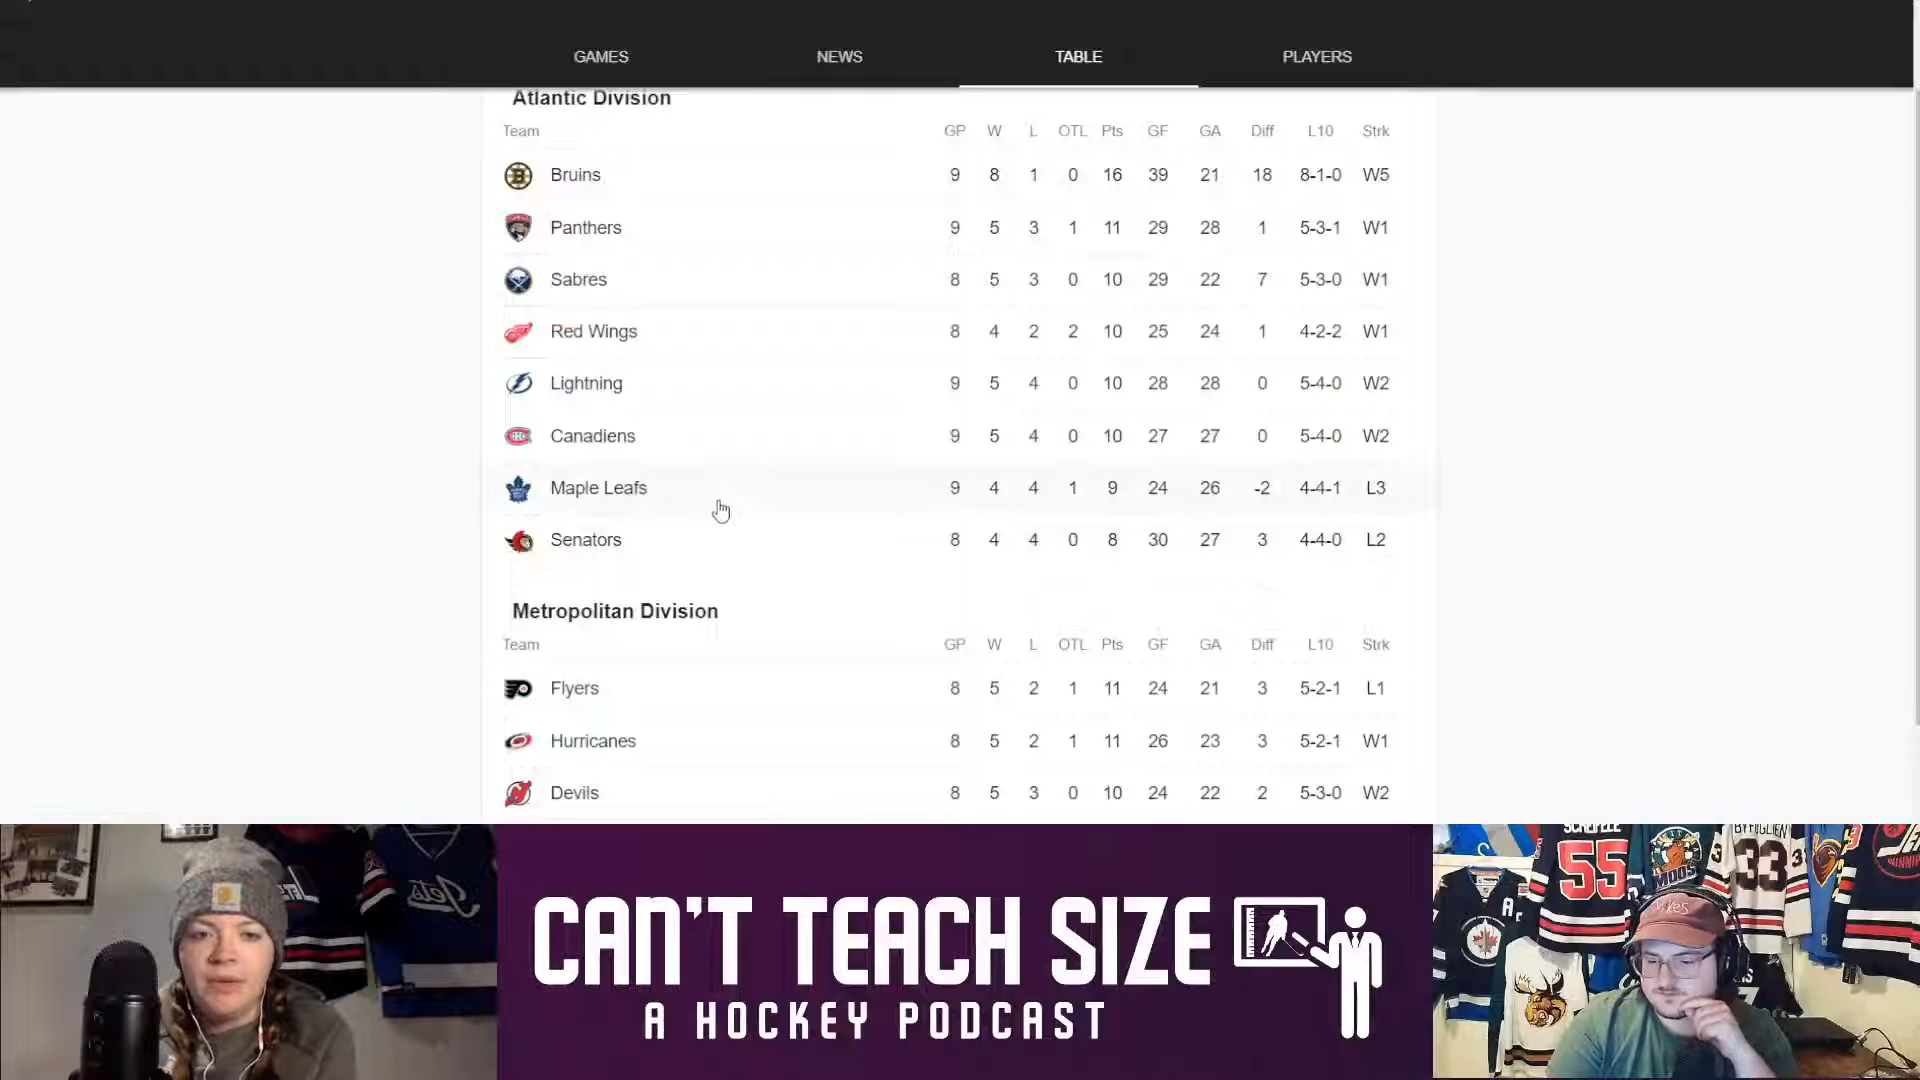 GAMES NEWS TABLE PLAYERS
Atlantic Division
Team GP W L OTL Pts GF GA Diff L10 Strk
Bruins 9 8 1 0 16 39 21 18 8-1-0 W5
Panthers 9 5 3 1 11 29 28 1 5-3-1 W1
Sabres 8 5 3 0 10 29 22 7 5-3-0 W1
Red Wings 8 4 2 2 10 25 24 1 4-2-2 W1
Lightning 9 5 4 0 10 28 28 0 5-4-0 W2
Canadiens 9 5 4 0 10 27 27 0 5-4-0 W2
Maple Leafs 9 4 4 1 9 24 26 -2 4-4-1 L3
Senators 8 4 4 0 8 30 27 3 4-4-0 L2
Metropolitan Division
Team GP W L OTL Pts GF GA Diff L10 Strk
Flyers 8 5 2 1 11 24 21 3 5-2-1 L1
Hurricanes 8 5 2 1 11 26 23 3 5-2-1 W1
Devils 8 5 3 0 10 24 22 2 5-3-0 W2
CAN'T TEACH SIZE
A HOCKEY PODCAST
Jets
55
MOOS
BYFUGLIEN
33
3
3
A